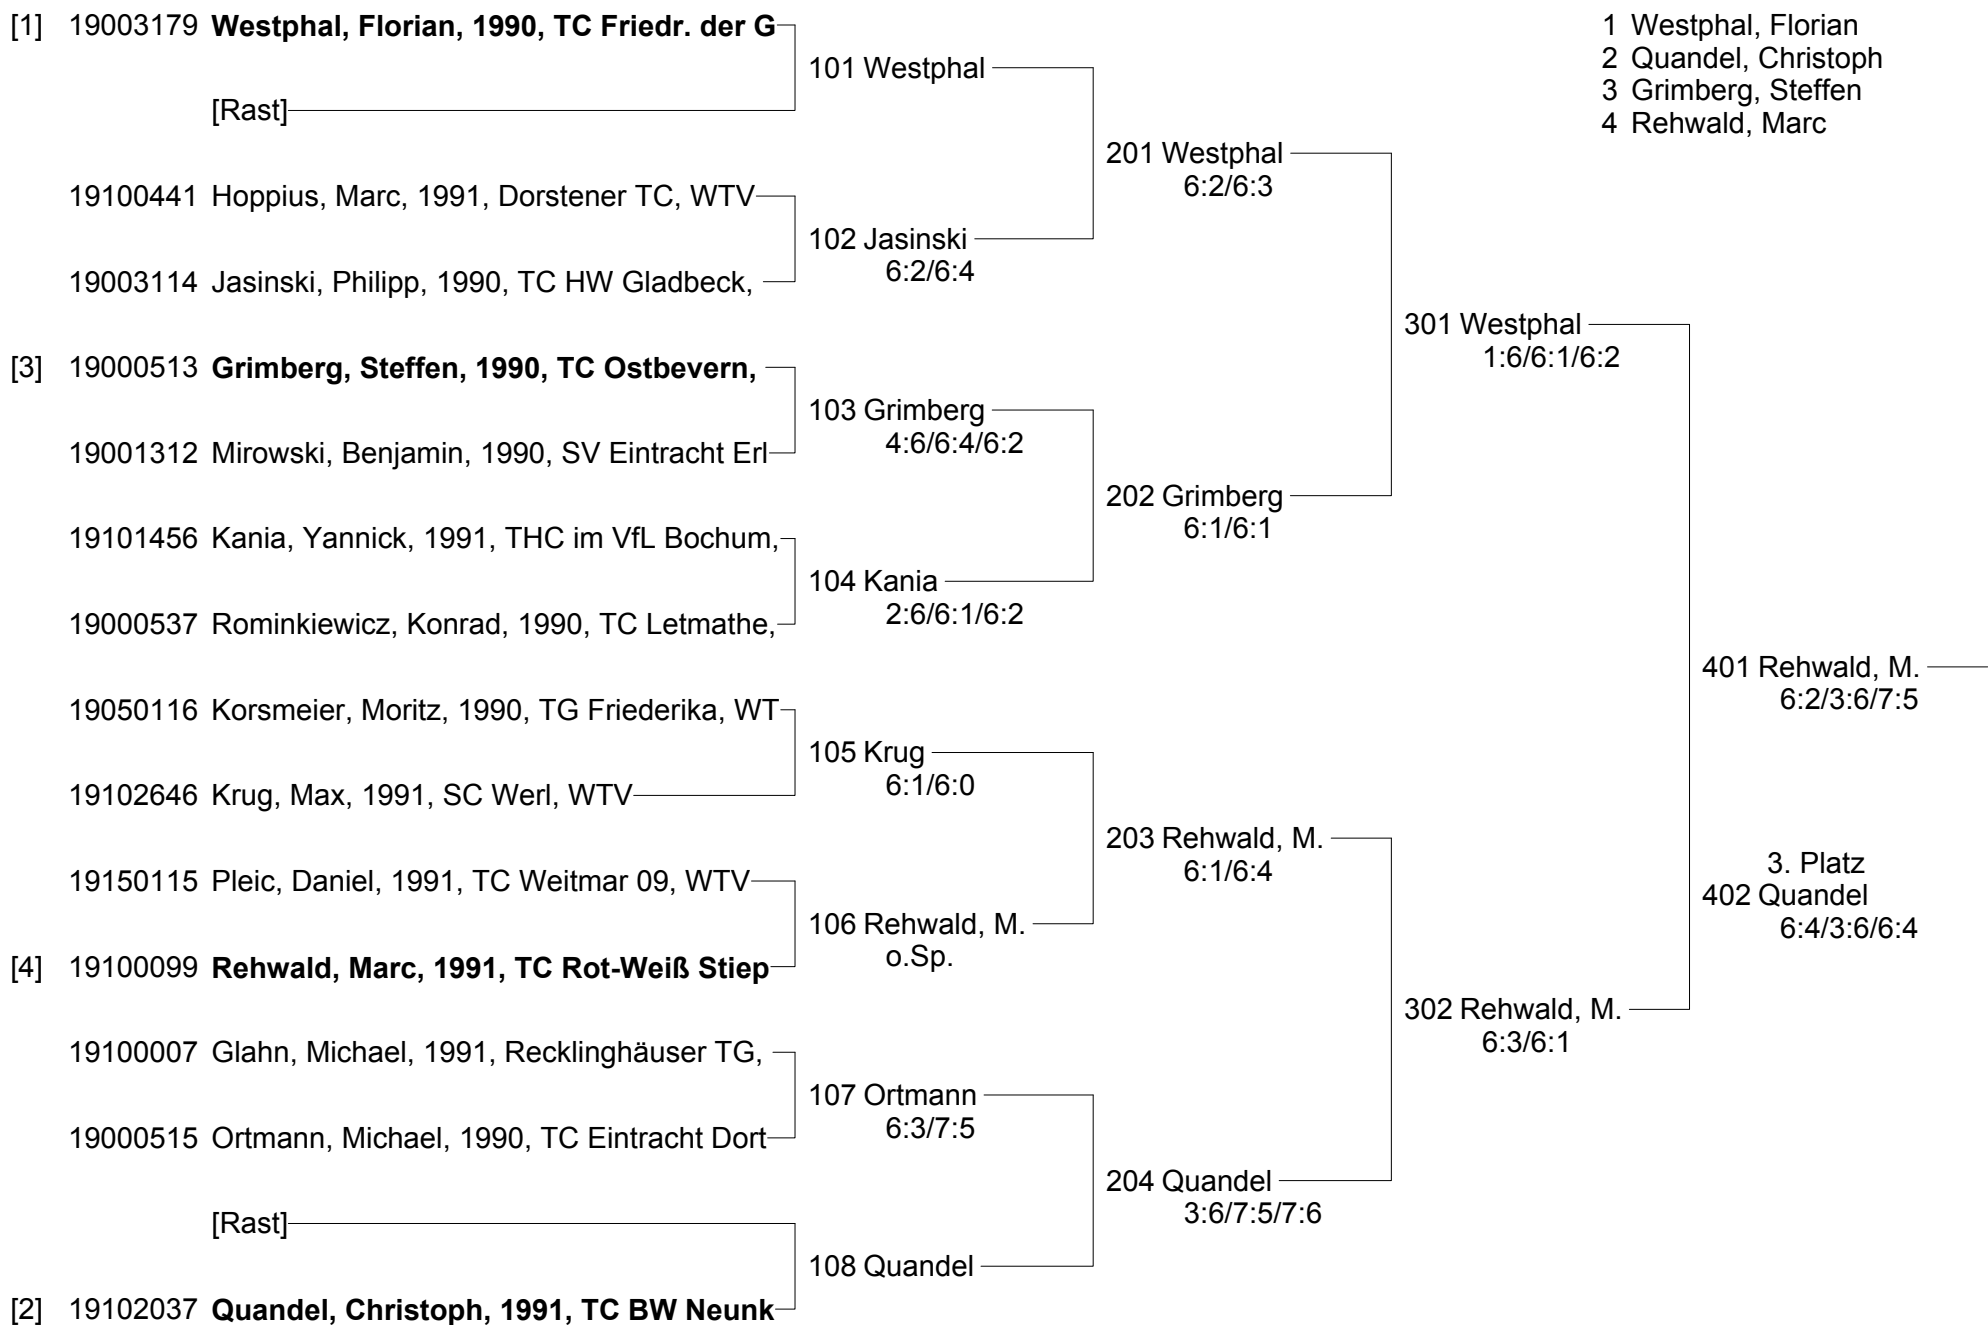 [1] 19003179 Westphal, Florian, 1990, TC Friedr. der G
[Rast]
19100441 Hoppius, Marc, 1991, Dorstener TC, WTV
19003114 Jasinski, Philipp, 1990, TC HW Gladbeck,
[3] 19000513 Grimberg, Steffen, 1990, TC Ostbevern,
19001312 Mirowski, Benjamin, 1990, SV Eintracht Erl
19101456 Kania, Yannick, 1991, THC im VfL Bochum,
19000537 Rominkiewicz, Konrad, 1990, TC Letmathe,
19050116 Korsmeier, Moritz, 1990, TG Friederika, WT
19102646 Krug, Max, 1991, SC Werl, WTV
19150115 Pleic, Daniel, 1991, TC Weitmar 09, WTV
[4] 19100099 Rehwald, Marc, 1991, TC Rot-Weiß Stiep
19100007 Glahn, Michael, 1991, Recklinghäuser TG,
19000515 Ortmann, Michael, 1990, TC Eintracht Dort
[Rast]
[2] 19102037 Quandel, Christoph, 1991, TC BW Neunk
101 Westphal
102 Jasinski
6:2/6:4
103 Grimberg
4:6/6:4/6:2
104 Kania
2:6/6:1/6:2
105 Krug
6:1/6:0
106 Rehwald, M.
o.Sp.
107 Ortmann
6:3/7:5
108 Quandel
201 Westphal
6:2/6:3
202 Grimberg
6:1/6:1
203 Rehwald, M.
6:1/6:4
204 Quandel
3:6/7:5/7:6
301 Westphal
1:6/6:1/6:2
302 Rehwald, M.
6:3/6:1
401 Rehwald, M.
6:2/3:6/7:5
3. Platz
402 Quandel
6:4/3:6/6:4
1 Westphal, Florian
2 Quandel, Christoph
3 Grimberg, Steffen
4 Rehwald, Marc